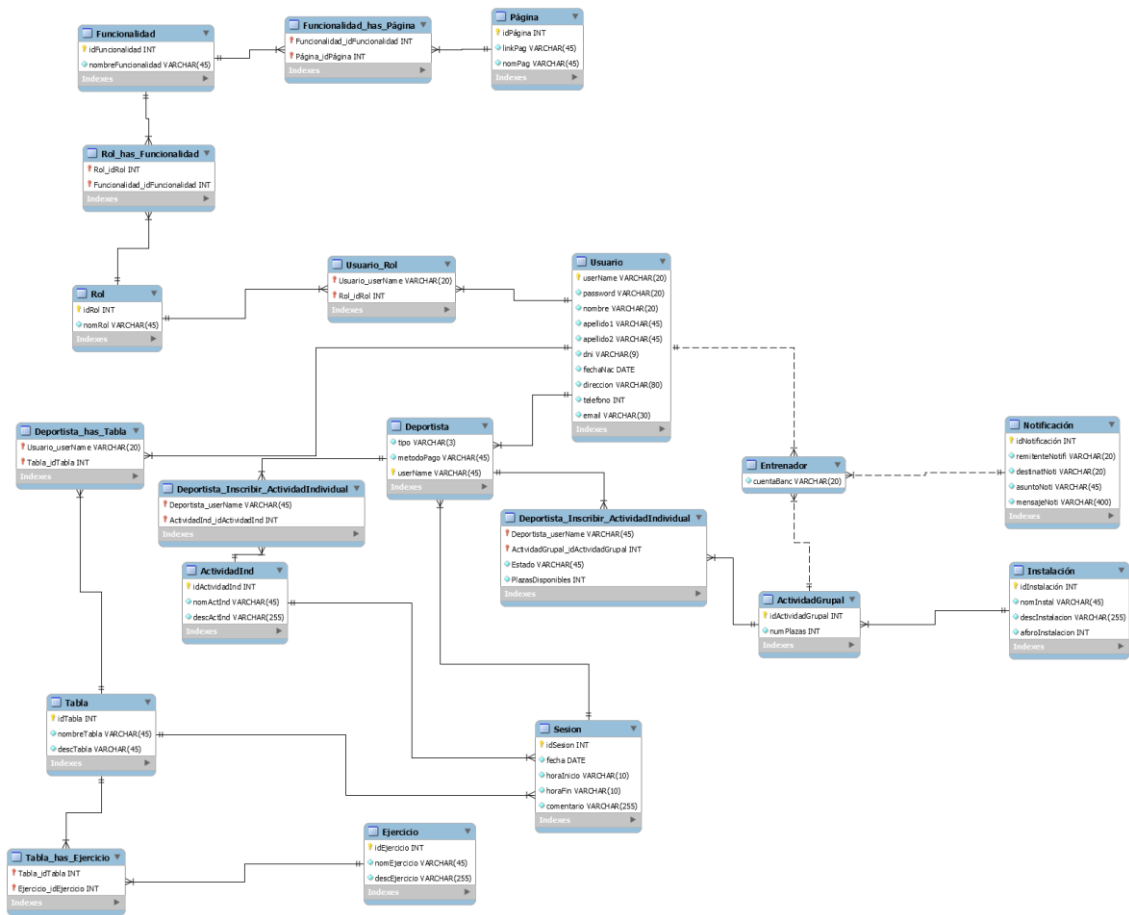 Funcionalidad
idFuncionalidad INT
nombreFuncionalidad VARCHAR(45)
Indexes
Funcionalidad_has_Página
Funcionalidad_idFuncionalidad INT
Página_idPágina INT
Indexes
Página
idPágina INT
linkPag VARCHAR(45)
nomPag VARCHAR(45)
Indexes
Rol_has_Funcionalidad
Rol_idRol INT
Funcionalidad_idFuncionalidad INT
Indexes
Rol
idRol INT
nomRol VARCHAR(45)
Indexes
Usuario_Rol
Usuario_userName VARCHAR(20)
Rol_idRol INT
Indexes
Usuario
userName VARCHAR(20)
password VARCHAR(20)
nombre VARCHAR(20)
apellido1 VARCHAR(45)
apellido2 VARCHAR(45)
dni VARCHAR(9)
fechaNac DATE
direccion VARCHAR(80)
telefono INT
email VARCHAR(30)
Indexes
Deportista_has_Tabla
Usuario_userName VARCHAR(20)
Tabla_idTabla INT
Indexes
Deportista
tipo VARCHAR(3)
metodoPago VARCHAR(45)
userName VARCHAR(45)
Indexes
Entrenador
cuentaBanc VARCHAR(20)
Notificación
idNotificación INT
remitenteNotifi VARCHAR(20)
destinatNoti VARCHAR(20)
asuntoNoti VARCHAR(45)
mensajeNoti VARCHAR(400)
Indexes
Deportista_Inscribir_ActividadIndividual
Deportista_userName VARCHAR(45)
ActividadInd_idActividadInd INT
Indexes
Deportista_Inscribir_ActividadIndividual
Deportista_userName VARCHAR(45)
ActividadGrupal_idActividadGrupal INT
Estado VARCHAR(45)
PlazasDisponibles INT
Indexes
ActividadInd
idActividadInd INT
nomActInd VARCHAR(45)
descActInd VARCHAR(255)
Indexes
ActividadGrupal
idActividadGrupal INT
numPlazas INT
Indexes
Instalación
idInstalación INT
nomInstal VARCHAR(45)
descInstalacion VARCHAR(255)
aforoInstalacion INT
Indexes
Tabla
idTabla INT
nombreTabla VARCHAR(45)
descTabla VARCHAR(45)
Indexes
Sesion
idSesion INT
fecha DATE
horaInicio VARCHAR(10)
horaFin VARCHAR(10)
comentario VARCHAR(255)
Indexes
Tabla_has_Ejercicio
Tabla_idTabla INT
Ejercicio_idEjercicio INT
Indexes
Ejercicio
idEjercicio INT
nomEjercicio VARCHAR(45)
descEjercicio VARCHAR(255)
Indexes